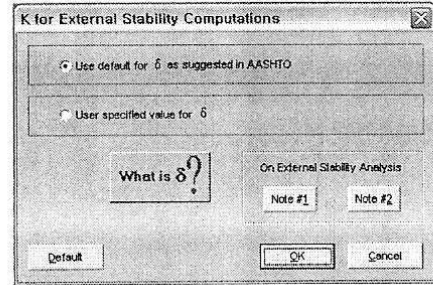 K for External Stability Computations
Use default for δ as suggested in AASHTO
User specified value for δ
What is δ?
On External Stability Analysis
Note #1
Note #2
Default
OK
Cancel